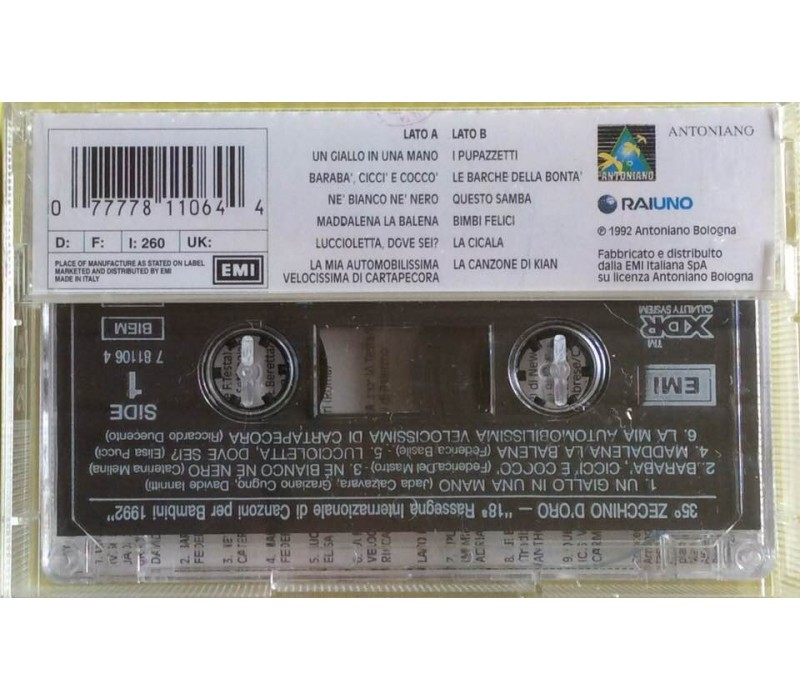 LATO A LATO B
UN GIALLO IN UNA MANO I PUPAZZETTI
BARABA', CICCI' E COCCO' LE BARCHE DELLA BONTA'
NE' BIANCO NE' NERO QUESTO SAMBA
MADDALENA LA BALENA BIMBI FELICI
LUCCIOLETTA, DOVE SEI? LA CICALA
LA MIA AUTOMOBILISSIMA LA CANZONE DI KIAN
VELOCISSIMA DI CARTAPECORA
0 77778 11064 4
D: F: I: 260 UK:
PLACE OF MANUFACTURE AS STATED ON LABEL
MARKETED AND DISTRIBUTED BY EMI
MADE IN ITALY
EMI
ANTONIANO
ANTONIANO
RAIUNO
℗ 1992 Antoniano Bologna
Fabbricato e distribuito
dalla EMI Italiana SpA
su licenza Antoniano Bologna
35° ZECCHINO D'ORO — "18ª Rassegna Internazionale di Canzoni per Bambini 1992"
1. UN GIALLO IN UNA MANO (Jada Calzavara, Graziano Cugno, Davide Iannitti)
2. BARABA', CICCI' E COCCO' (Federica Del Mastro) - 3. NÉ BIANCO NÉ NERO (Caterina Melina)
4. MADDALENA LA BALENA (Federica Basile) - 5. LUCCIOLETTA, DOVE SEI? (Elisa Pucci)
6. LA MIA AUTOMOBILISSIMA VELOCISSIMA DI CARTAPECORA (Riccardo Duecento)
EMI
SIDE
1
7 81106 4
BIEM
XDR
TM
QUALITY SYSTEM